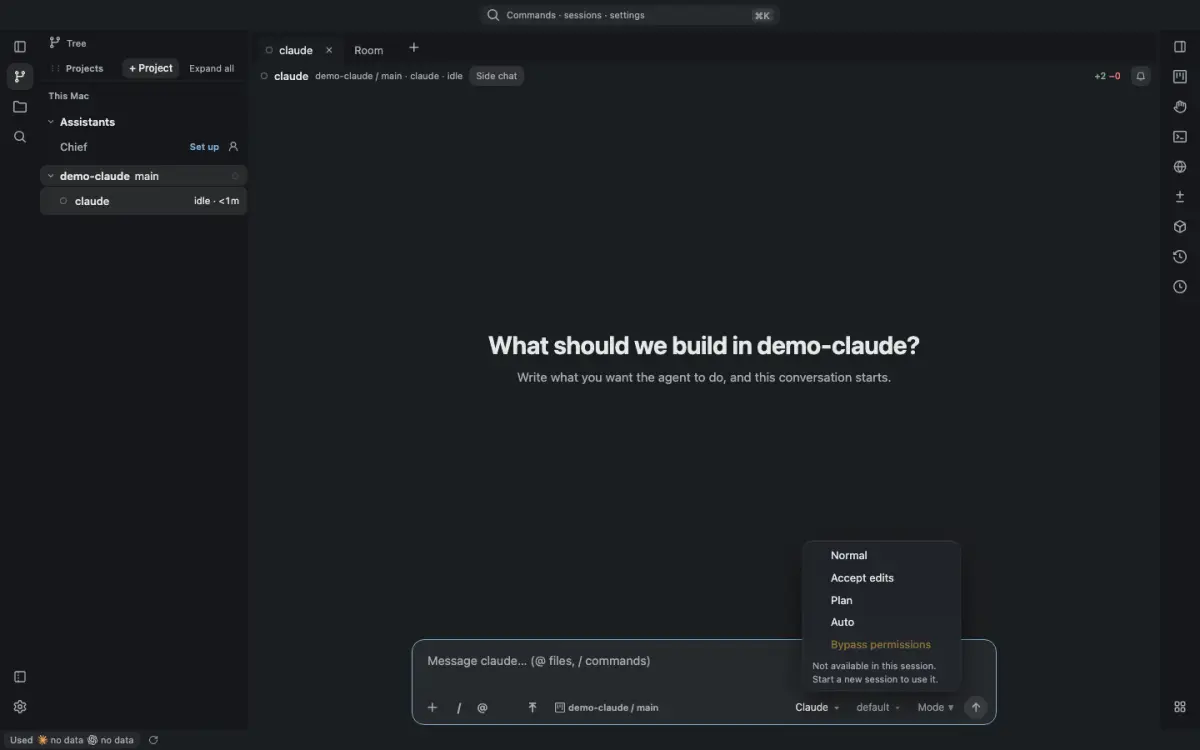 Commands · sessions · settings
⌘K
Tree
Projects
+ Project
Expand all
This Mac
Assistants
Chief
Set up
demo-claude main
claude
idle · <1m
claude ×
Room
+
claude demo-claude / main · claude · idle
Side chat
+2 −0
What should we build in demo-claude?
Write what you want the agent to do, and this conversation starts.
Normal
Accept edits
Plan
Auto
Bypass permissions
Not available in this session.
Start a new session to use it.
Message claude... (@ files, / commands)
+ / @
demo-claude / main
Claude
default
Mode
Used no data no data